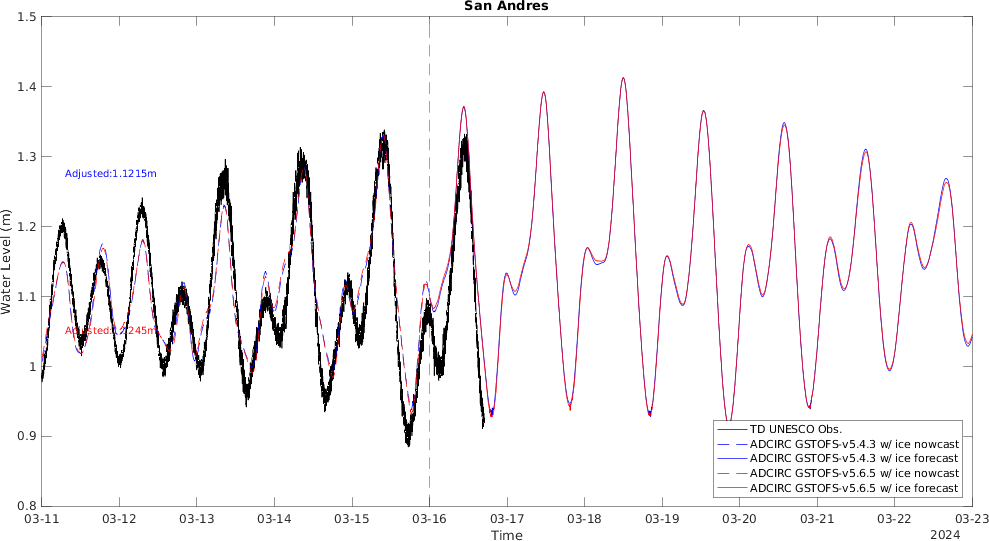 San Andres
1.5
1.4
1.3
1.2
1.1
1
0.9
0.8
Water Level (m)
Adjusted:1.1215m
TD UNESCO Obs.
ADCIRC GSTOFS-v5.4.3 w/ ice nowcast
ADCIRC GSTOFS-v5.4.3 w/ ice forecast
ADCIRC GSTOFS-v5.6.5 w/ ice nowcast
ADCIRC GSTOFS-v5.6.5 w/ ice forecast
03-11 03-12 03-13 03-14 03-15 03-16 03-17 03-18 03-19 03-20 03-21 03-22 03-23
Time
2024